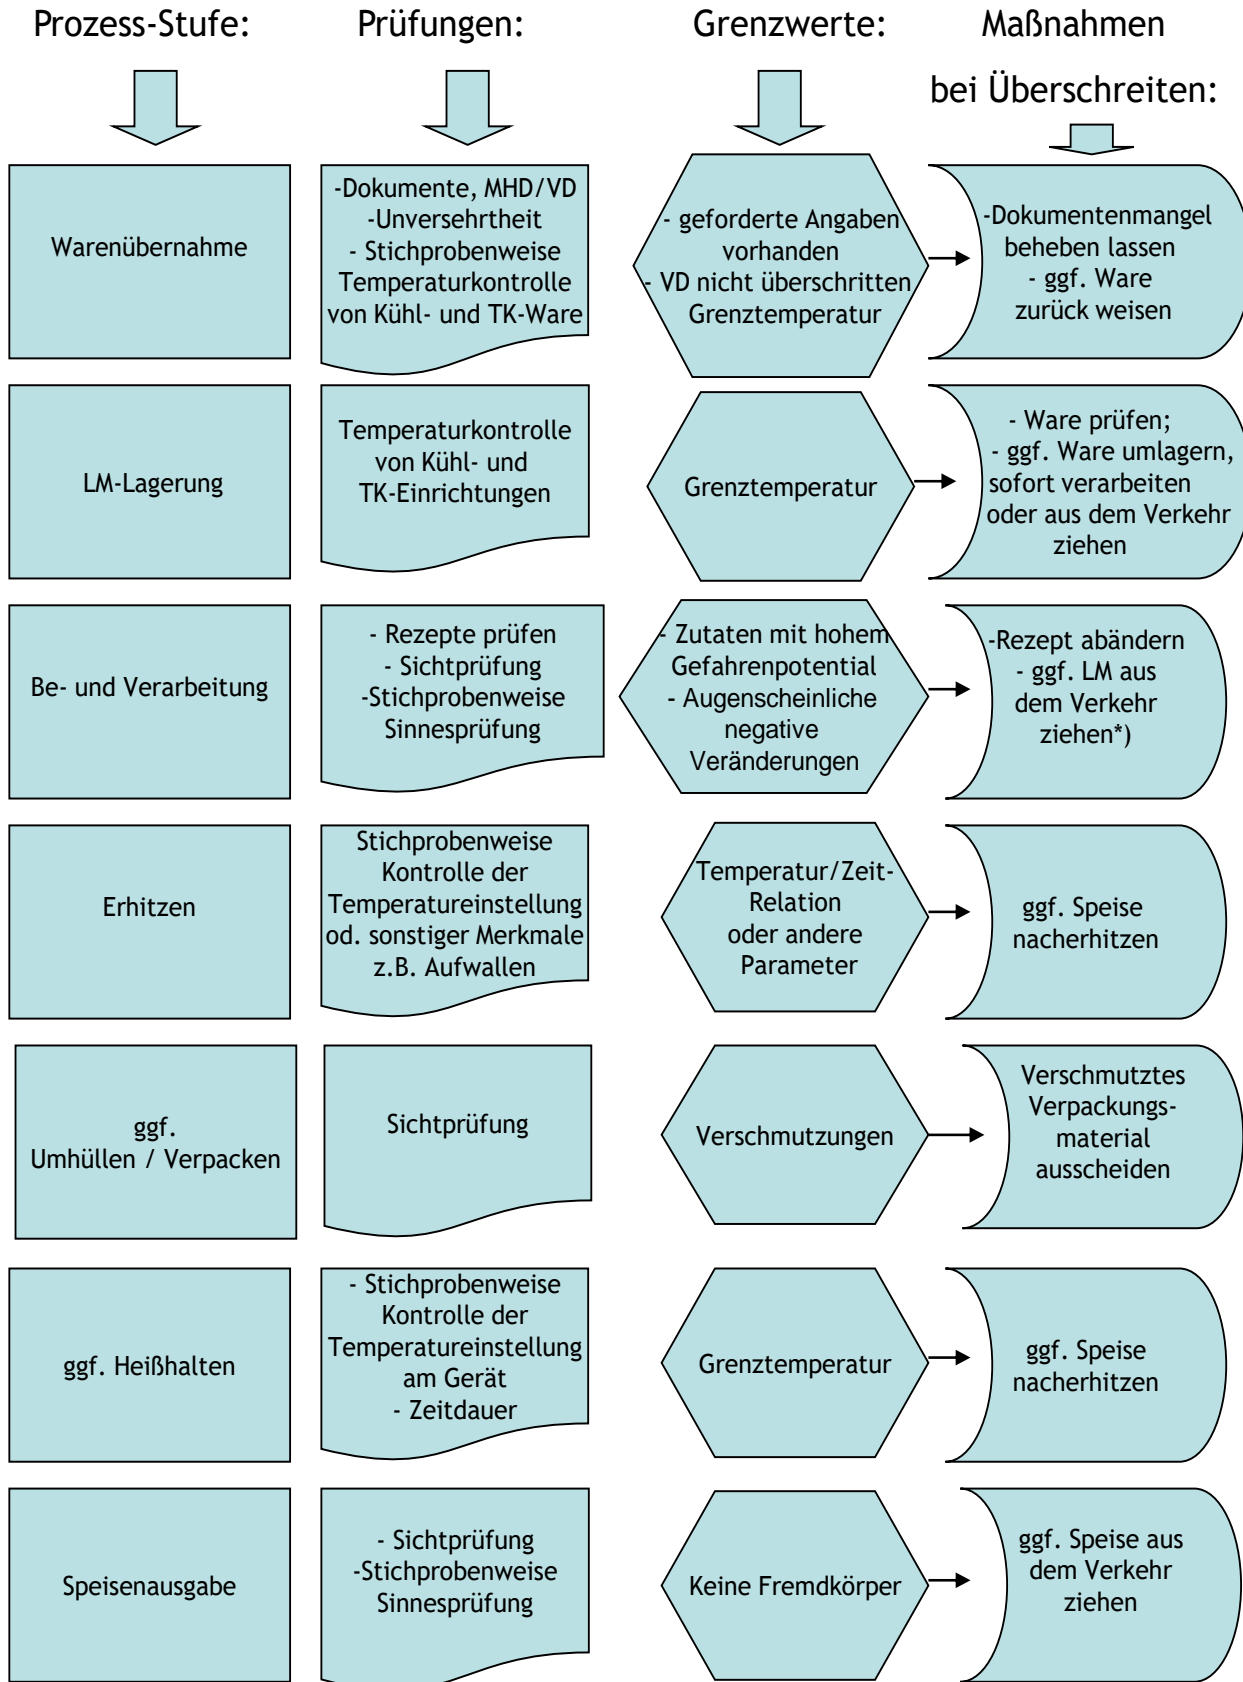 Prozess-Stufe:
Prüfungen:
Grenzwerte:
Maßnahmen
bei Überschreiten:
Warenübernahme
-Dokumente, MHD/VD
-Unversehrtheit
- Stichprobenweise
Temperaturkontrolle
von Kühl- und TK-Ware
- geforderte Angaben
vorhanden
- VD nicht überschritten
Grenztemperatur
-Dokumentenmangel
beheben lassen
- ggf. Ware
zurück weisen
LM-Lagerung
Temperaturkontrolle
von Kühl- und
TK-Einrichtungen
Grenztemperatur
- Ware prüfen;
- ggf. Ware umlagern,
sofort verarbeiten
oder aus dem Verkehr
ziehen
Be- und Verarbeitung
- Rezepte prüfen
- Sichtprüfung
-Stichprobenweise
Sinnesprüfung
- Zutaten mit hohem
Gefahrenpotential
- Augenscheinliche
negative
Veränderungen
-Rezept abändern
- ggf. LM aus
dem Verkehr
ziehen*)
Erhitzen
Stichprobenweise
Kontrolle der
Temperatureinstellung
od. sonstiger Merkmale
z.B. Aufwallen
Temperatur/Zeit-
Relation
oder andere
Parameter
ggf. Speise
nacherhitzen
ggf.
Umhüllen / Verpacken
Sichtprüfung
Verschmutzungen
Verschmutztes
Verpackungs-
material
ausscheiden
ggf. Heißhalten
- Stichprobenweise
Kontrolle der
Temperatureinstellung
am Gerät
- Zeitdauer
Grenztemperatur
ggf. Speise
nacherhitzen
Speisenausgabe
- Sichtprüfung
-Stichprobenweise
Sinnesprüfung
Keine Fremdkörper
ggf. Speise aus
dem Verkehr
ziehen